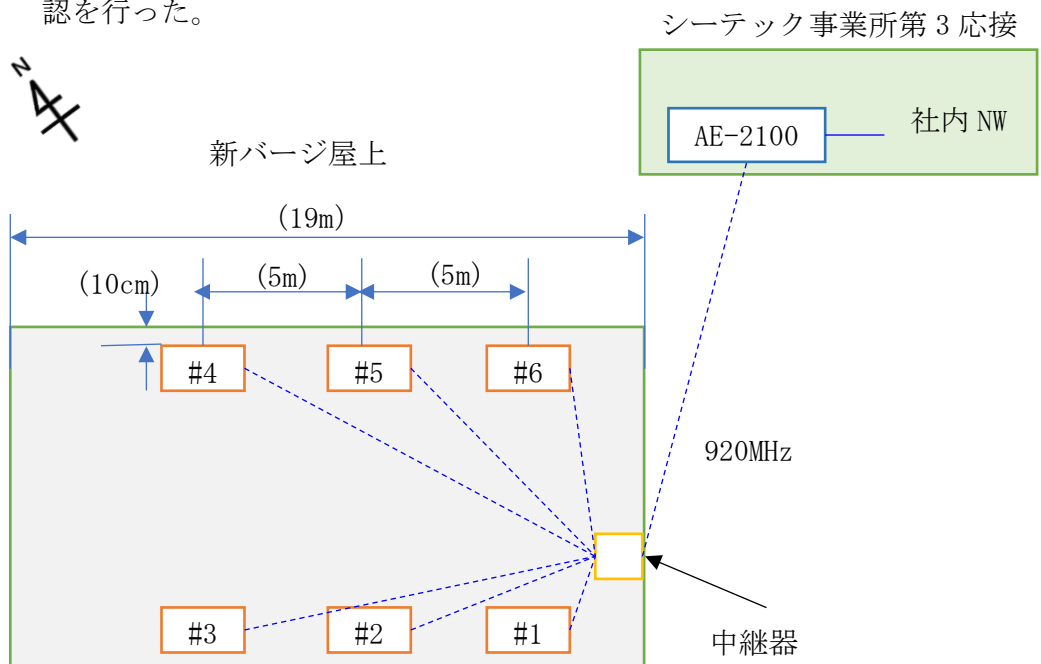 認を行った。
シーテック事業所第 3 応接
N
AE-2100
社内 NW
新バージ屋上
(19m)
(10cm)
(5m)
(5m)
#4
#5
#6
920MHz
#3
#2
#1
中継器